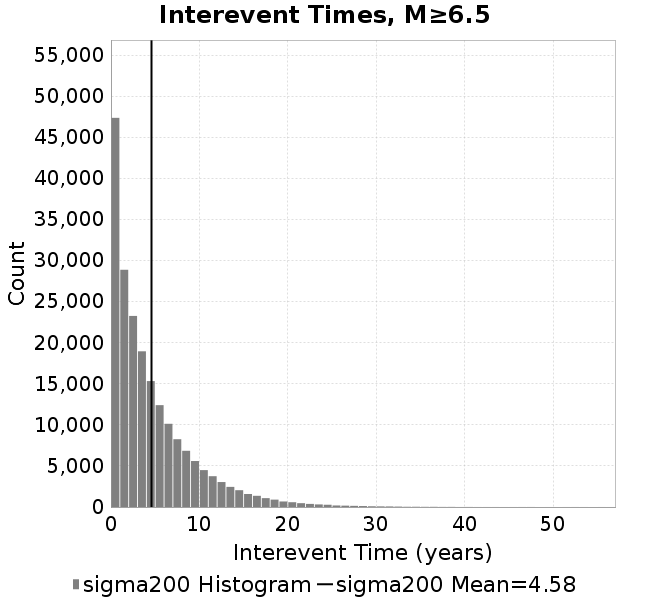 Interevent Times, M≥6.5
55,000
50,000
45,000
40,000
35,000
30,000
25,000
20,000
15,000
10,000
5,000
0
Count
0 10 20 30 40 50
Interevent Time (years)
sigma200 Histogram sigma200 Mean=4.58